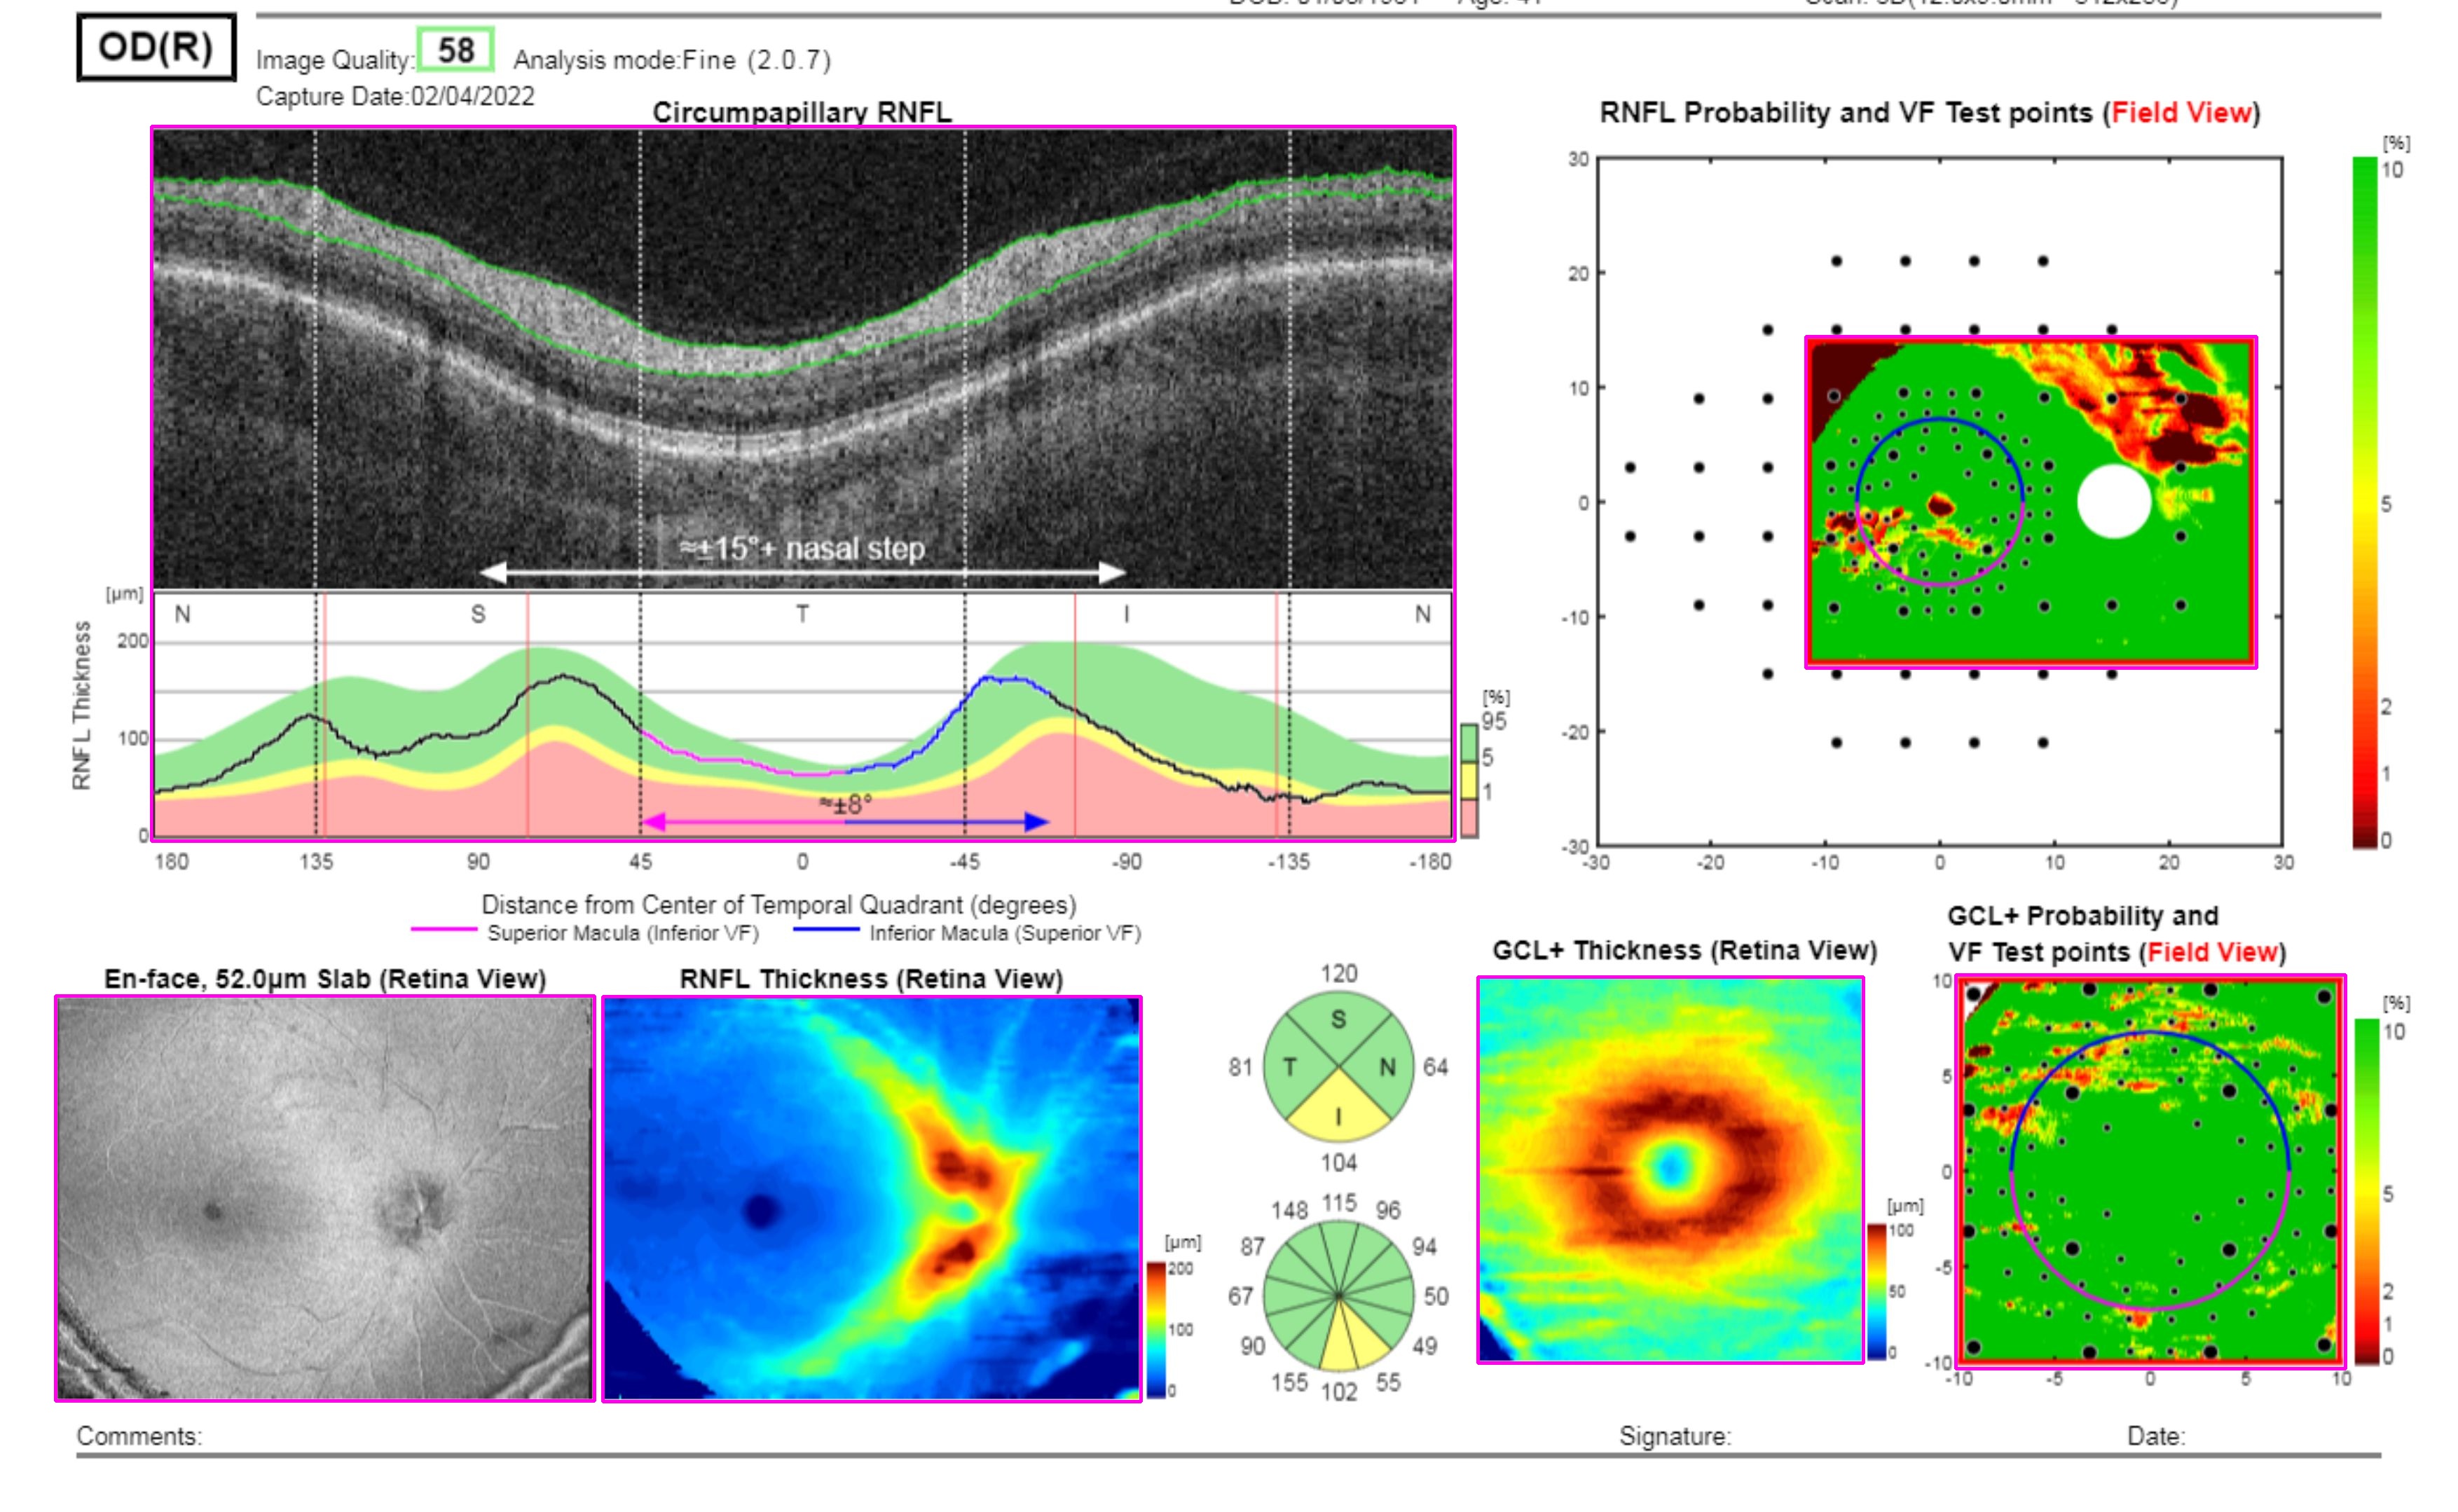 OD(R)
Image Quality: 58 Analysis mode:Fine (2.0.7)
Capture Date:02/04/2022
Circumpapillary RNFL
≈±15°+ nasal step
[µm]
N S T I N
RNFL Thickness
200
100
0
≈±8°
[%]
95
5
1
180 135 90 45 0 -45 -90 -135 -180
Distance from Center of Temporal Quadrant (degrees)
Superior Macula (Inferior VF) Inferior Macula (Superior VF)
RNFL Probability and VF Test points (Field View)
[%]
30
20
10
0
-10
-20
-30
-30 -20 -10 0 10 20 30
10
5
2
1
0
En-face, 52.0µm Slab (Retina View)
RNFL Thickness (Retina View)
[µm]
200
100
0
120
S
81 T N 64
I
104
148 115 96
87 94
67 50
90 49
155 102 55
GCL+ Thickness (Retina View)
[µm]
100
50
0
GCL+ Probability and
VF Test points (Field View)
10
5
0
-5
-10
-10 -5 0 5 10
[%]
10
5
2
1
0
Comments: Signature: Date: